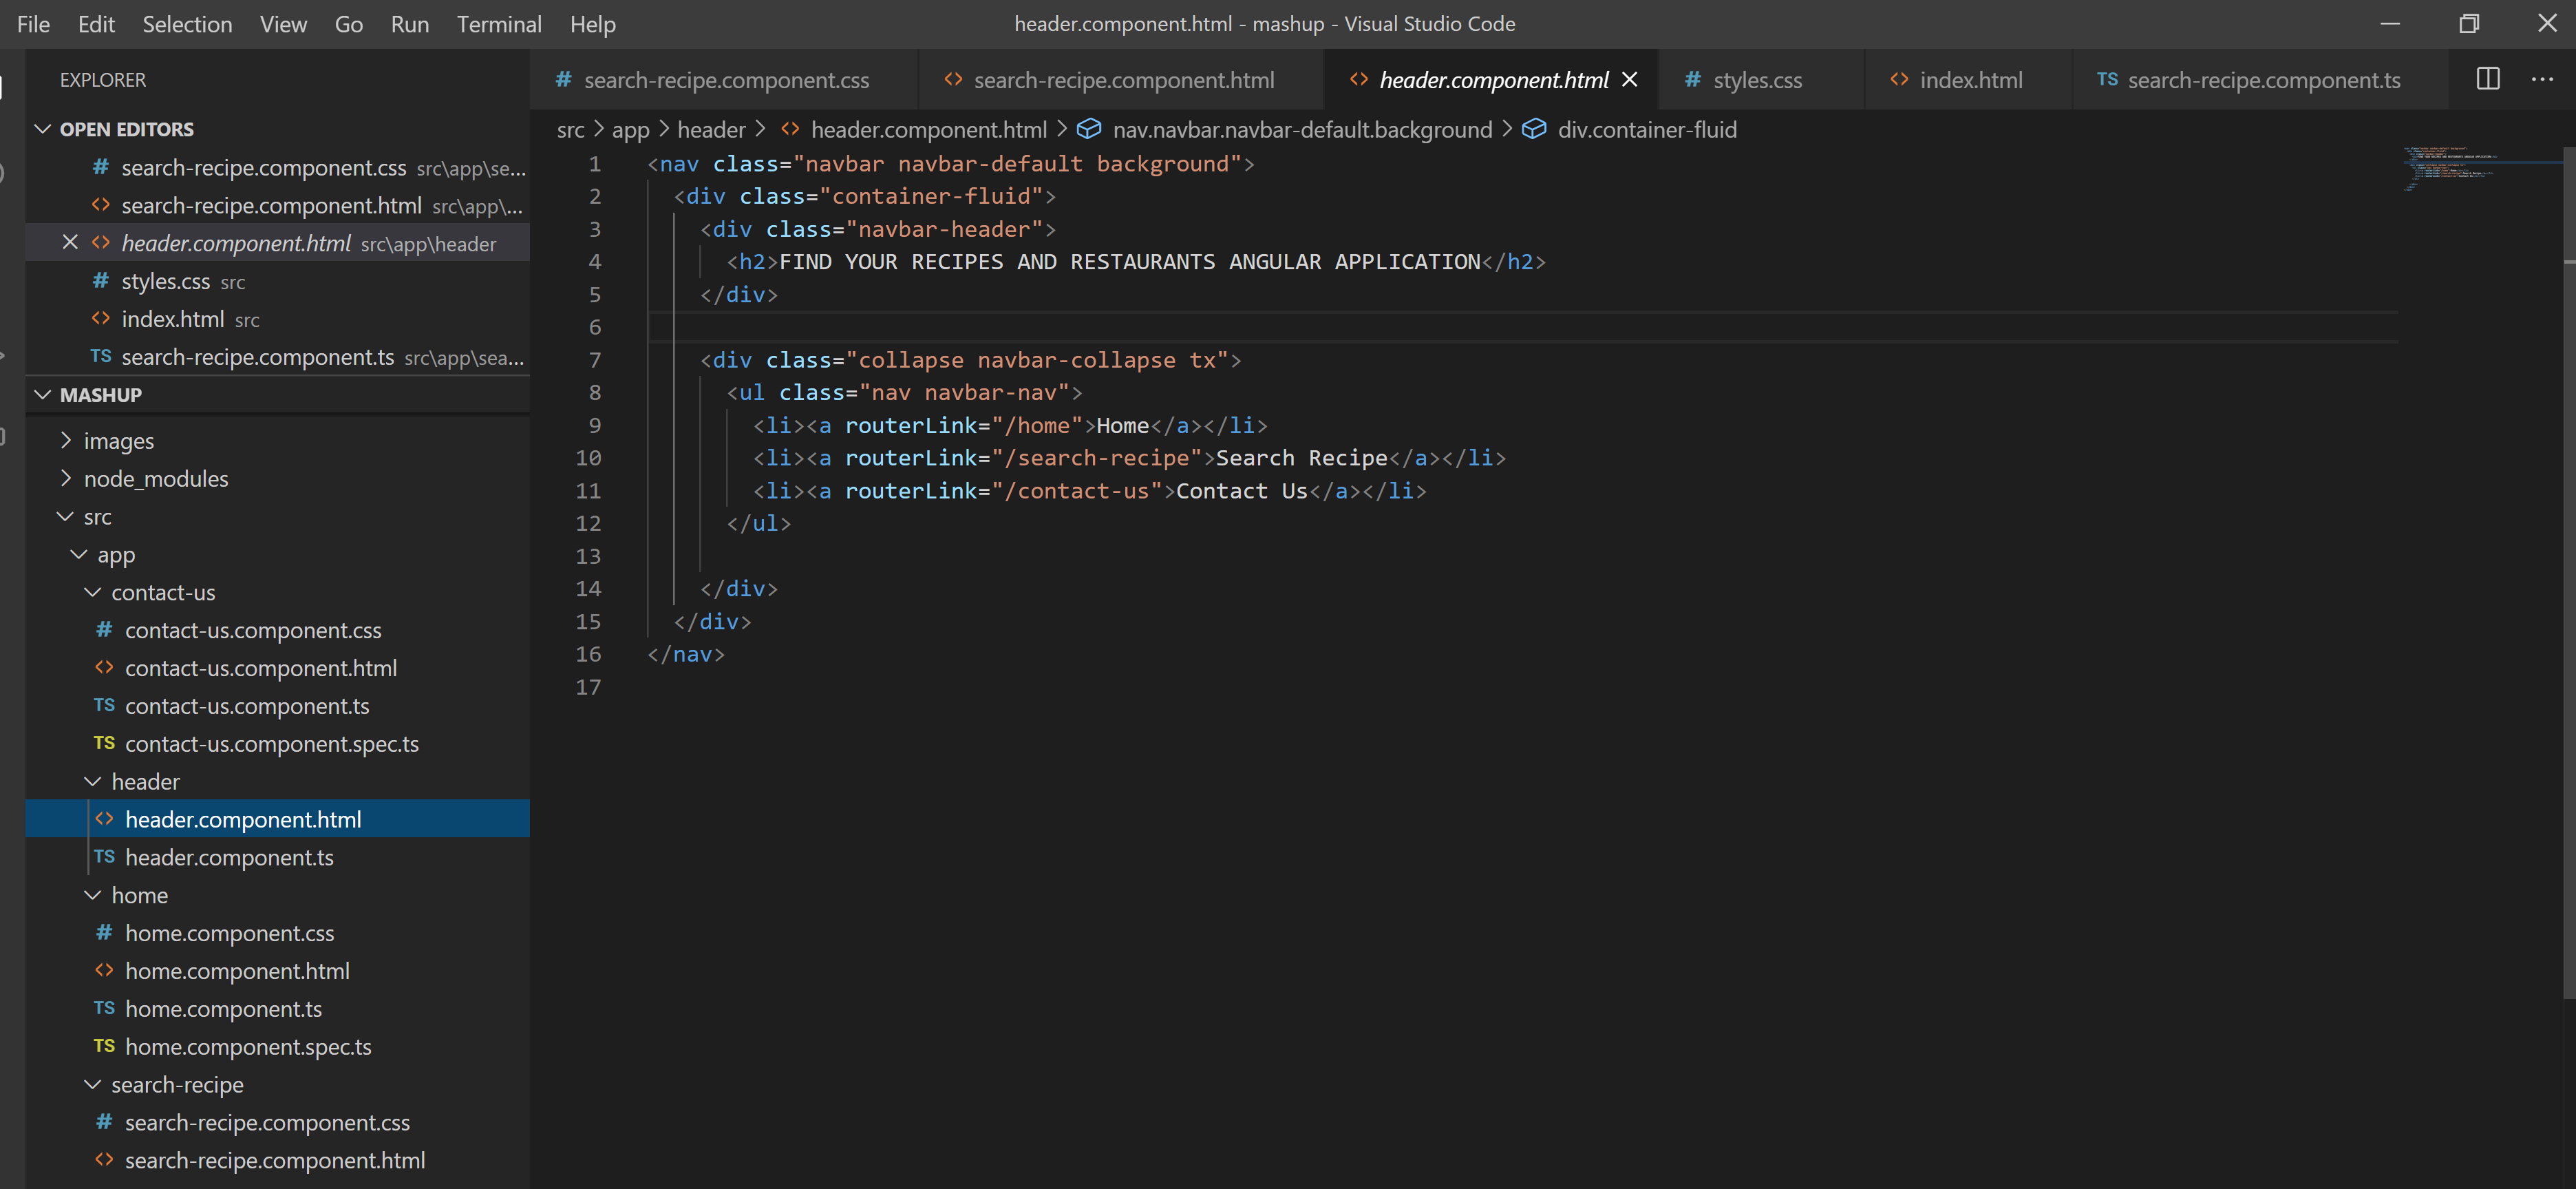 File Edit Selection View Go Run Terminal Help header.component.html - mashup - Visual Studio Code
EXPLORER
OPEN EDITORS
# search-recipe.component.css src\app\se...
<> search-recipe.component.html src\app\...
× <> header.component.html src\app\header
# styles.css src
<> index.html src
TS search-recipe.component.ts src\app\sea...
MASHUP
> images
> node_modules
src
app
contact-us
# contact-us.component.css
<> contact-us.component.html
TS contact-us.component.ts
TS contact-us.component.spec.ts
header
<> header.component.html
TS header.component.ts
home
# home.component.css
<> home.component.html
TS home.component.ts
TS home.component.spec.ts
search-recipe
# search-recipe.component.css
<> search-recipe.component.html
# search-recipe.component.css <> search-recipe.component.html <> header.component.html × # styles.css <> index.html TS search-recipe.component.ts ...
src > app > header > <> header.component.html > nav.navbar.navbar-default.background > div.container-fluid
1 <nav class="navbar navbar-default background">
2 <div class="container-fluid">
3 <div class="navbar-header">
4 <h2>FIND YOUR RECIPES AND RESTAURANTS ANGULAR APPLICATION</h2>
5 </div>
6
7 <div class="collapse navbar-collapse tx">
8 <ul class="nav navbar-nav">
9 <li><a routerLink="/home">Home</a></li>
10 <li><a routerLink="/search-recipe">Search Recipe</a></li>
11 <li><a routerLink="/contact-us">Contact Us</a></li>
12 </ul>
13
14 </div>
15 </div>
16 </nav>
17